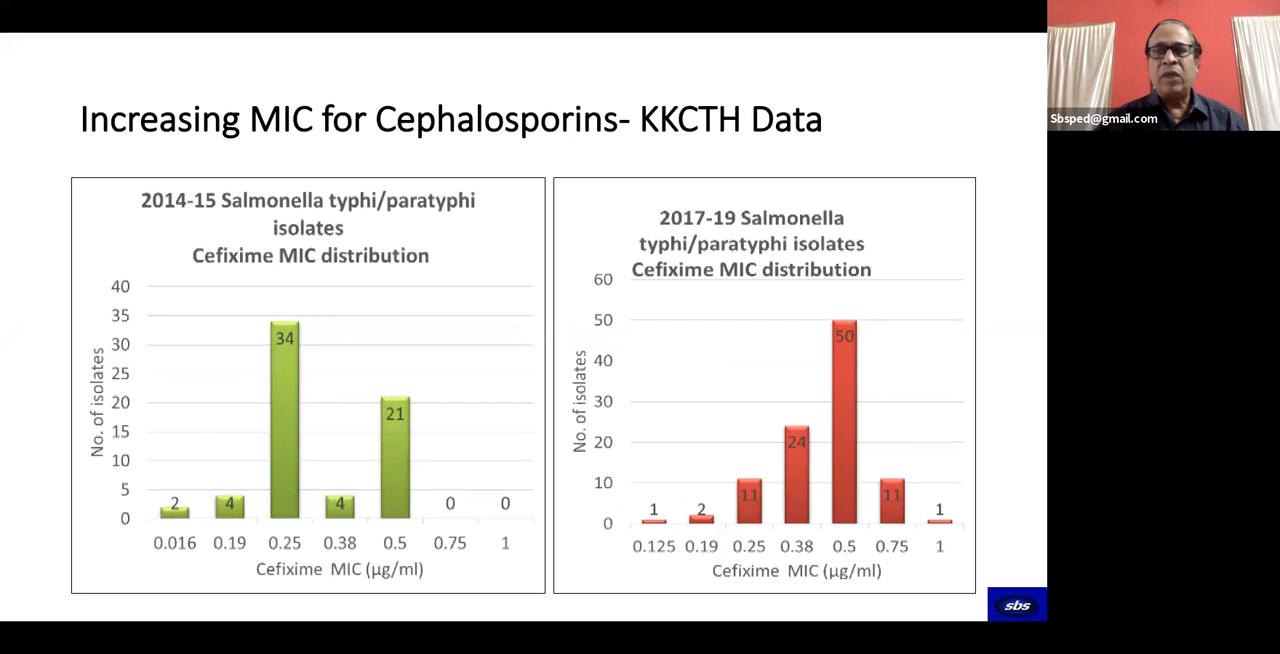 Increasing MIC for Cephalosporins- KKCTH Data
2014-15 Salmonella typhi/paratyphi
isolates
Cefixime MIC distribution
No. of isolates
40
35
30
25
20
15
10
5
0
2
4
34
4
21
0
0
0.016 0.19 0.25 0.38 0.5 0.75 1
Cefixime MIC (µg/ml)
2017-19 Salmonella
typhi/paratyphi isolates
Cefixime MIC distribution
No. of isolates
60
50
40
30
20
10
0
1
2
11
24
50
11
1
0.125 0.19 0.25 0.38 0.5 0.75 1
Cefixime MIC (µg/ml)
sbs
Sbsped@gmail.com